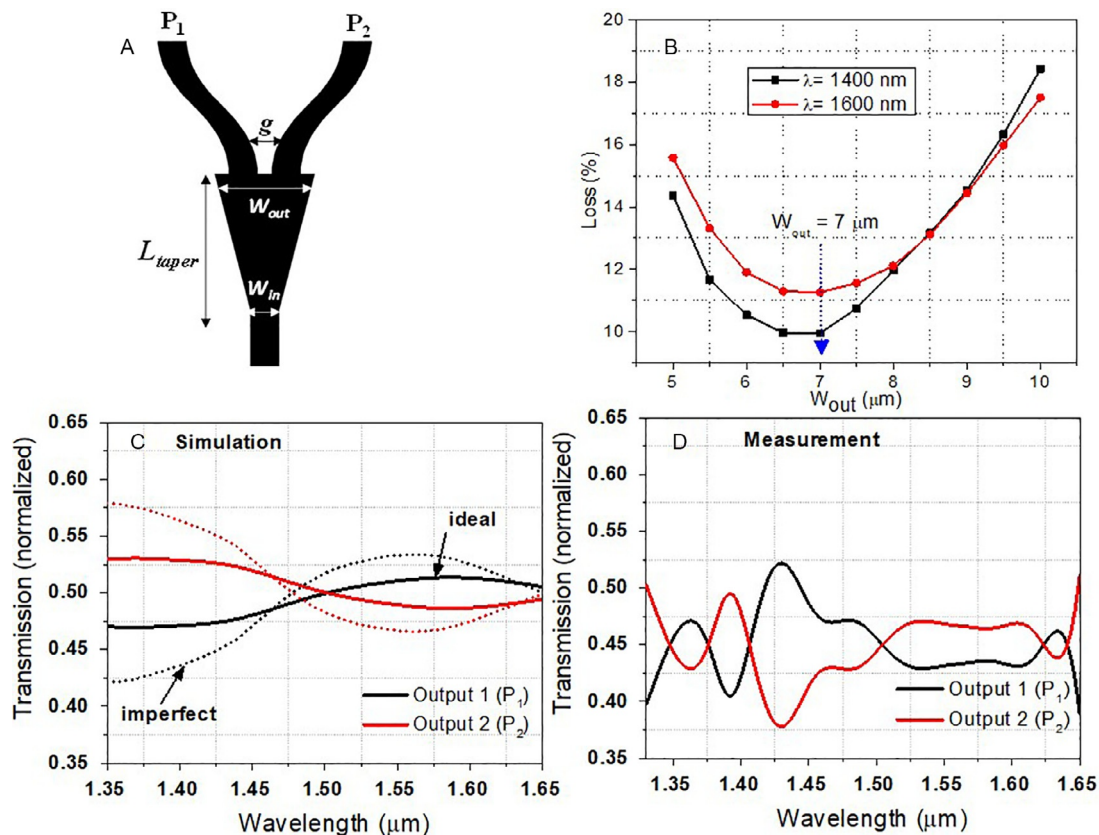 A
P1
P2
g
Wout
Ltaper
Win
B
20
18
16
14
12
10
Loss (%)
λ= 1400 nm
λ= 1600 nm
Wout = 7 μm
5 6 7 8 9 10
Wout (μm)
C Simulation
0.65
0.60
0.55
0.50
0.45
0.40
0.35
Transmission (normalized)
ideal
imperfect
Output 1 (P1)
Output 2 (P2)
1.35 1.40 1.45 1.50 1.55 1.60 1.65
Wavelength (μm)
D Measurement
0.65
0.60
0.55
0.50
0.45
0.40
0.35
Transmission (normalized)
Output 1 (P1)
Output 2 (P2)
1.35 1.40 1.45 1.50 1.55 1.60 1.65
Wavelength (μm)